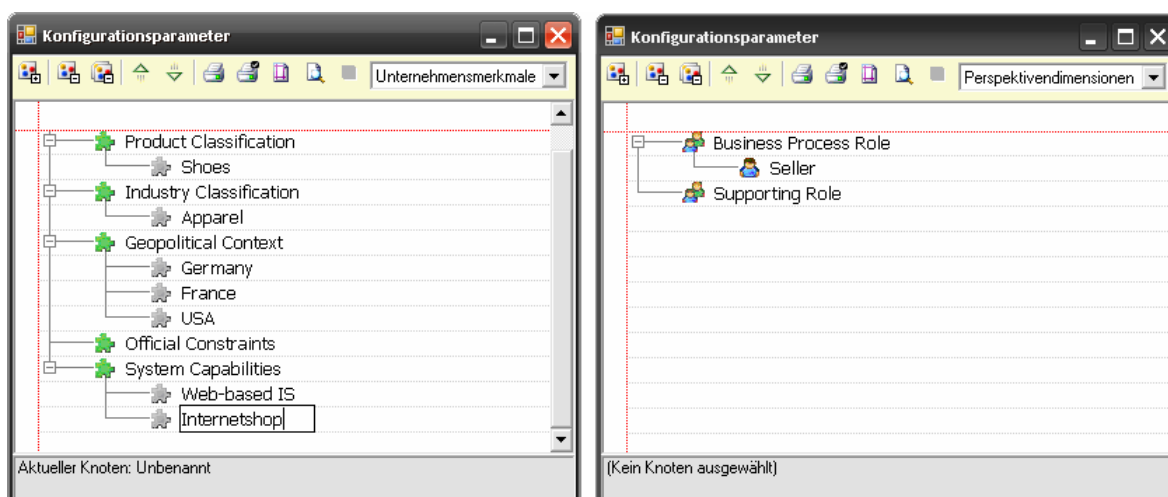 Konfigurationsparameter
Unternehmensmerkmale
Product Classification
Shoes
Industry Classification
Apparel
Geopolitical Context
Germany
France
USA
Official Constraints
System Capabilities
Web-based IS
Internetshop
Aktueller Knoten: Unbenannt
Konfigurationsparameter
Perspektivendimensionen
Business Process Role
Seller
Supporting Role
(Kein Knoten ausgewählt)